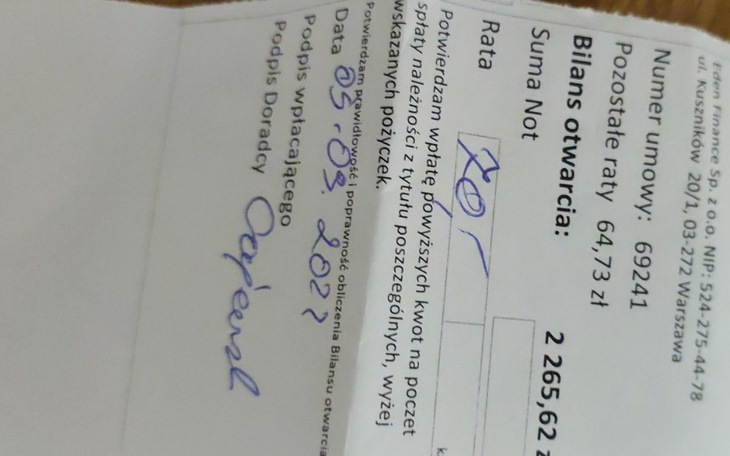 Eden Finance Sp. z o.o. NIP: 524-275-44-78
ul. Kuszników 20/1, 03-272 Warszawa
Numer umowy: 69241
Pozostałe raty 64,73 zł
Bilans otwarcia: 2 265,62 z
Suma Not
Rata 70,-
Potwierdzam wpłatę powyższych kwot na poczet
spłaty należności z tytułu poszczególnych, wyżej
wskazanych pożyczek.
Potwierdzam prawidłowość i poprawność obliczenia Bilansu otwarcia
Data 05.09.2022
Podpis wpłacającego
Podpis Doradcy